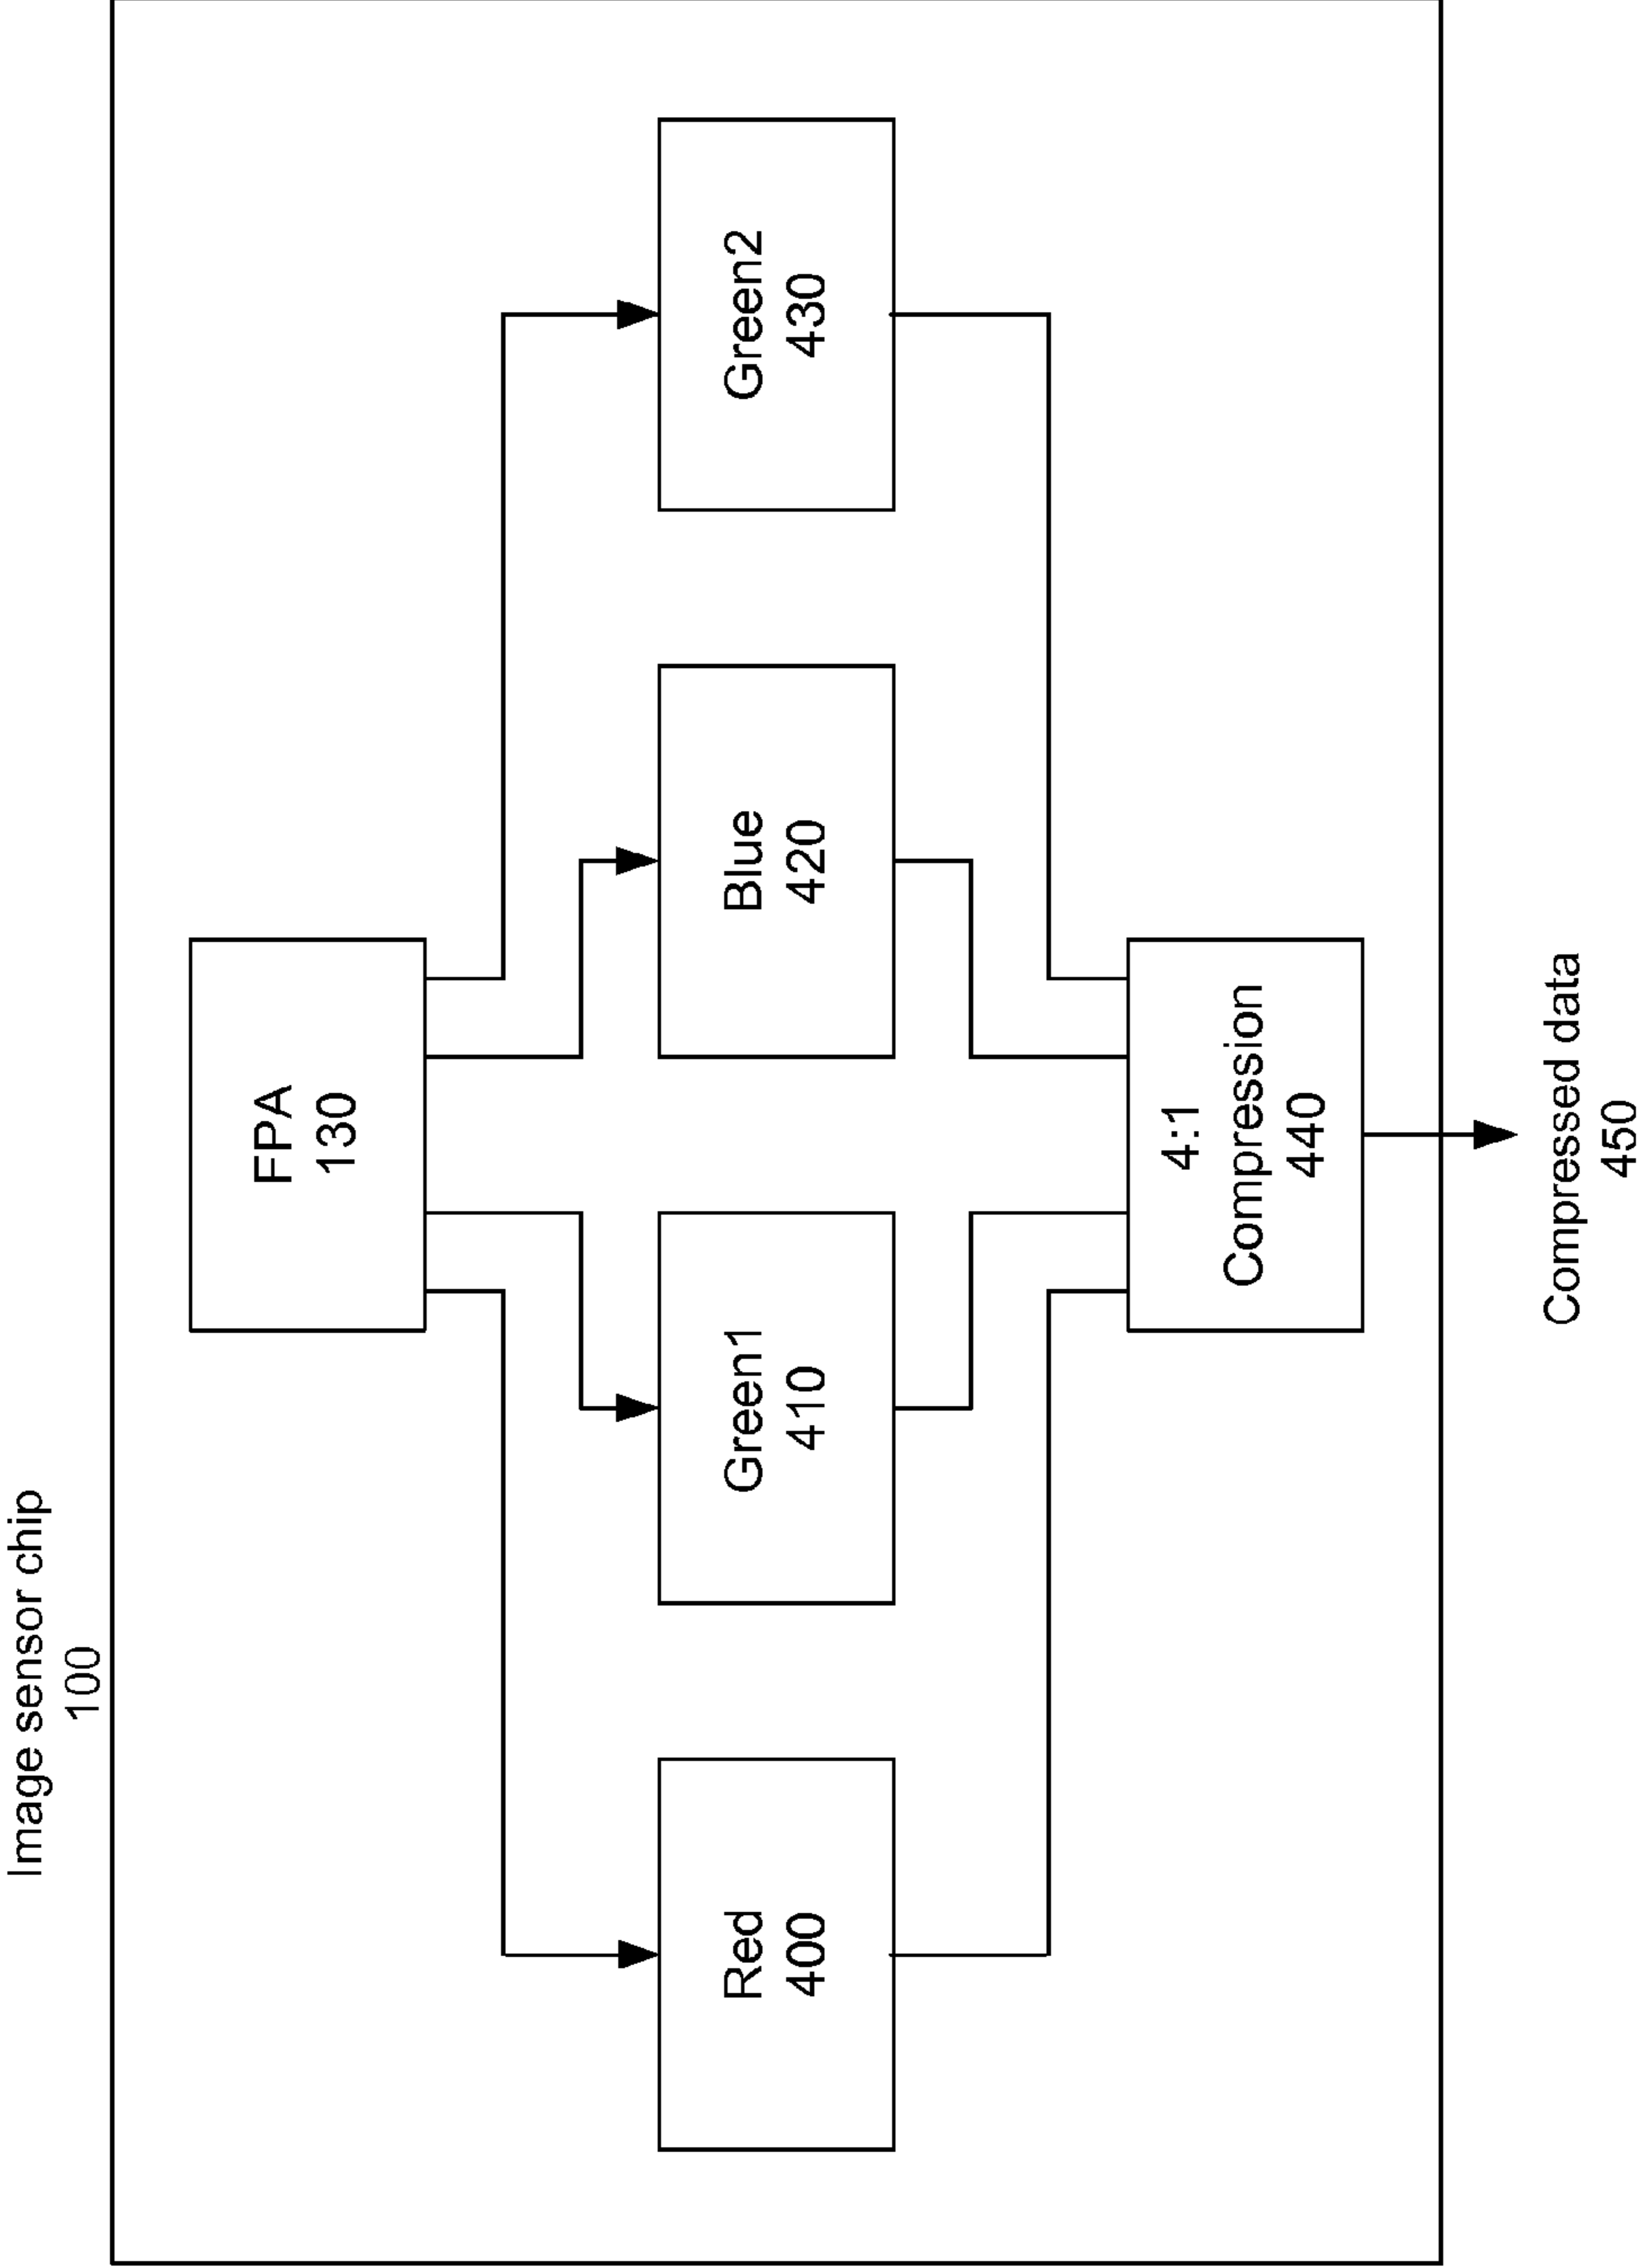 Image sensor chip
100
FPA
130
Red
400
Green1
410
Blue
420
Green2
430
4:1
Compression
440
Compressed data
450